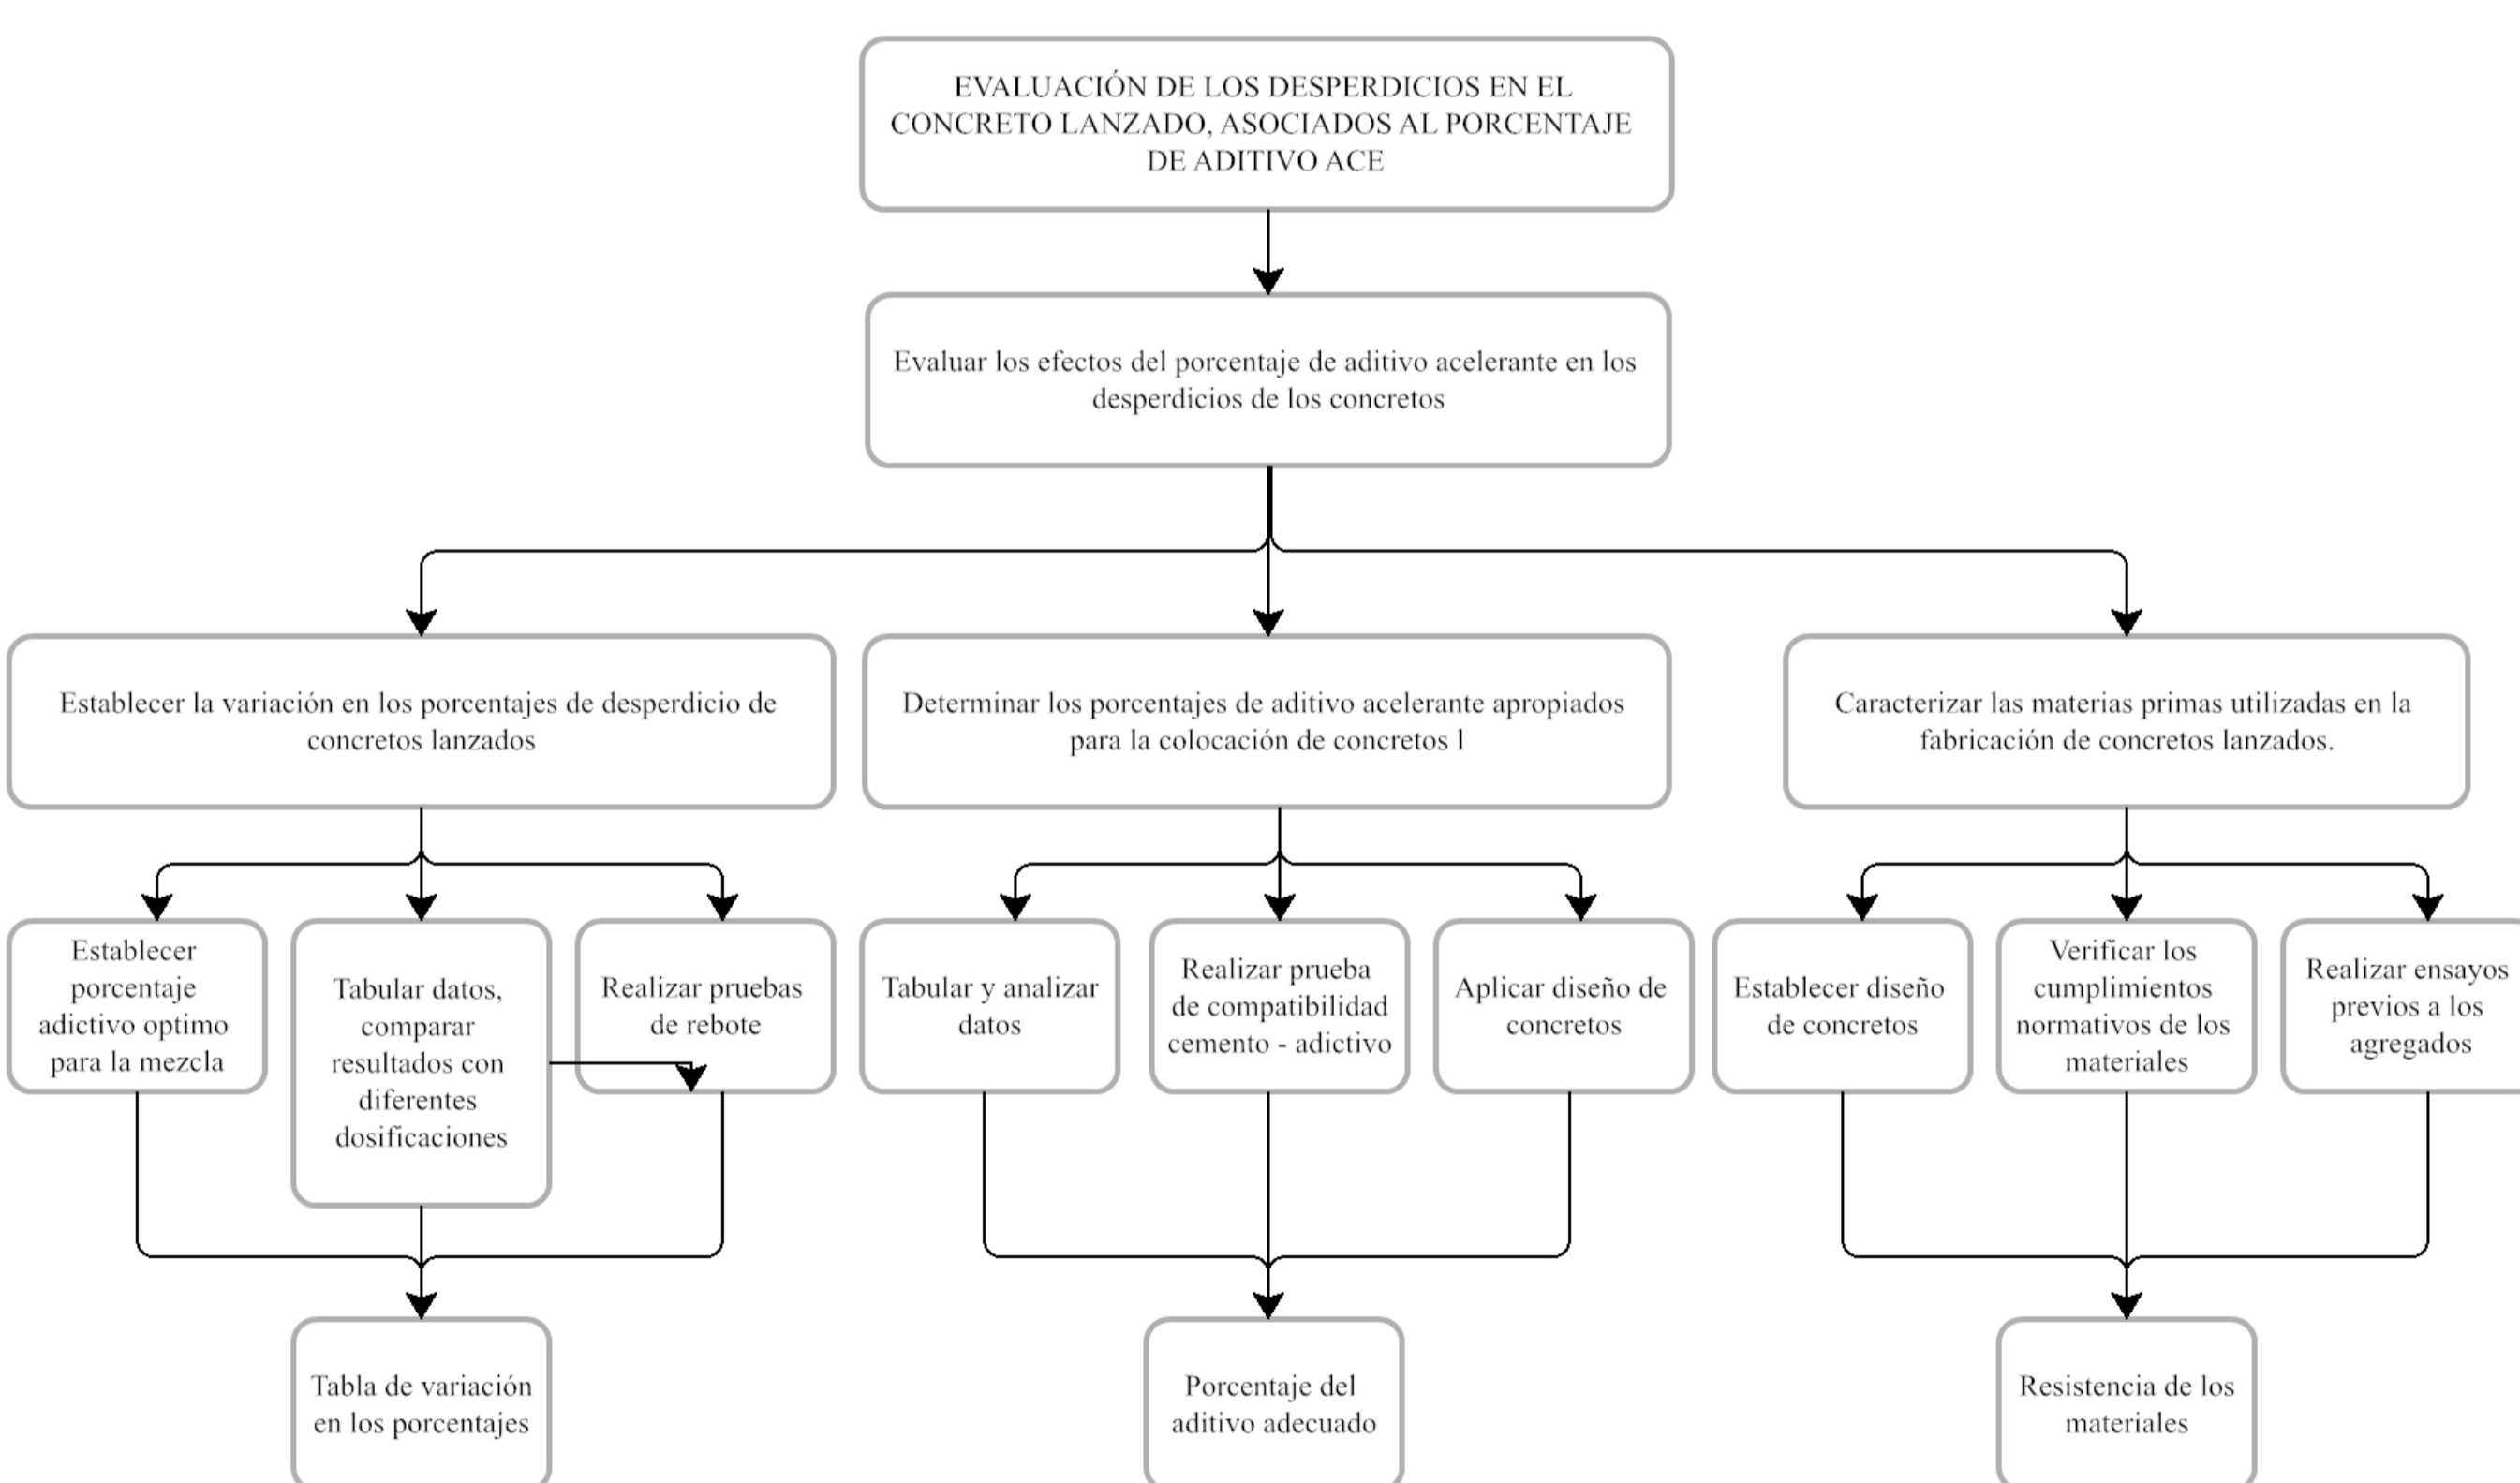 EVALUACIÓN DE LOS DESPERDICIOS EN EL
CONCRETO LANZADO, ASOCIADOS AL PORCENTAJE
DE ADITIVO ACE
Evaluar los efectos del porcentaje de aditivo acelerante en los
desperdicios de los concretos
Establecer la variación en los porcentajes de desperdicio de
concretos lanzados
Determinar los porcentajes de aditivo acelerante apropiados
para la colocación de concretos l
Caracterizar las materias primas utilizadas en la
fabricación de concretos lanzados.
Establecer
porcentaje
adictivo optimo
para la mezcla
Tabular datos,
comparar
resultados con
diferentes
dosificaciones
Realizar pruebas
de rebote
Tabular y analizar
datos
Realizar prueba
de compatibilidad
cemento - adictivo
Aplicar diseño de
concretos
Establecer diseño
de concretos
Verificar los
cumplimientos
normativos de los
materiales
Realizar ensayos
previos a los
agregados
Tabla de variación
en los porcentajes
Porcentaje del
aditivo adecuado
Resistencia de los
materiales